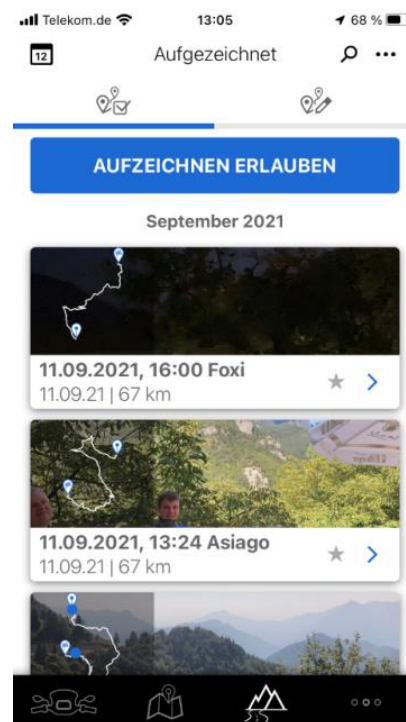 Telekom.de 13:05 68 %
12 Aufgezeichnet
AUFZEICHNEN ERLAUBEN
September 2021
11.09.2021, 16:00 Foxi
11.09.21 | 67 km
11.09.2021, 13:24 Asiago
11.09.21 | 67 km